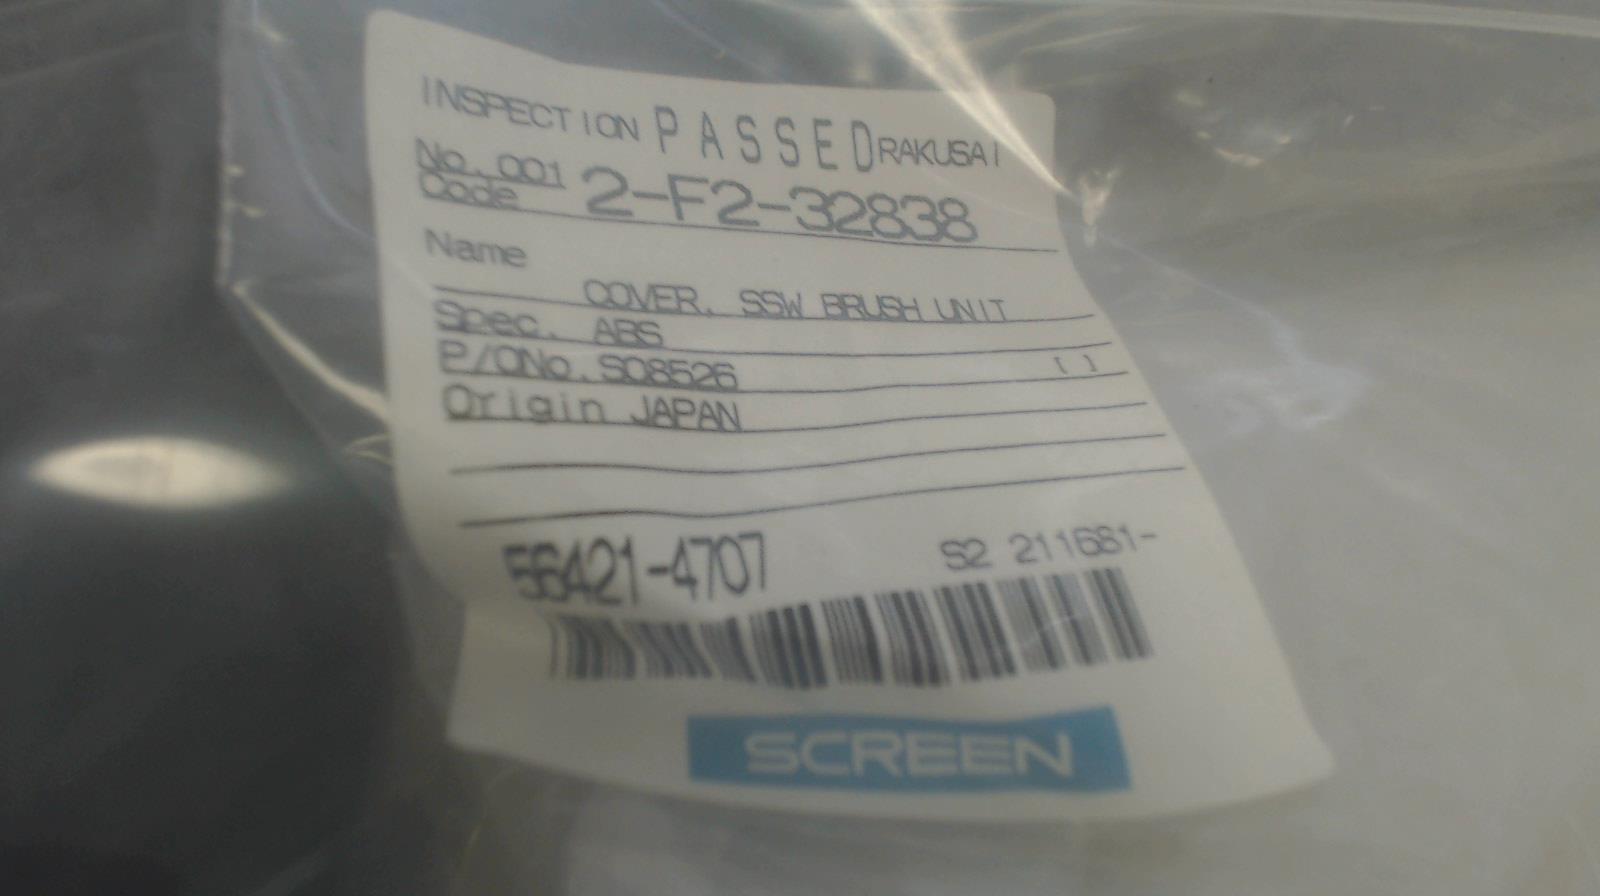 INSPECTION PASSED RAKUSAI
No. 001
Code 2-F2-32838
Name
COVER, SSW BRUSH UNIT
Spec. ABS
P/ONo. S08526 [ ]
Origin JAPAN
56421-4707 S2 211681-
SCREEN